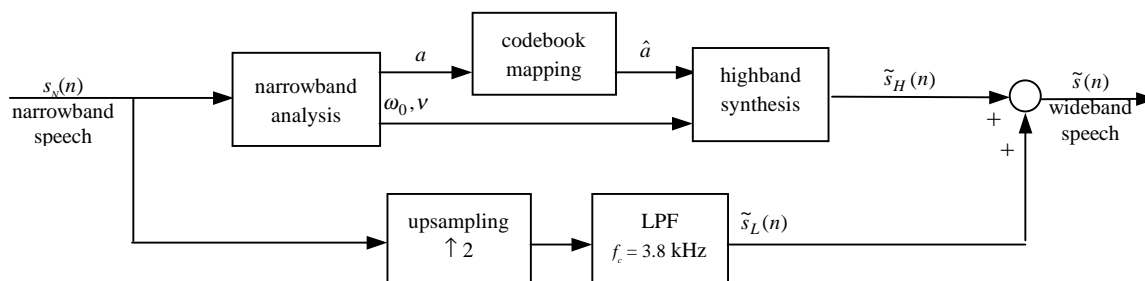 s_N(n)
narrowband
speech
narrowband
analysis
a
ω₀, ν
codebook
mapping
â
highband
synthesis
s̃_H(n)
+
+
s̃(n)
wideband
speech
upsampling
↑ 2
LPF
f_c = 3.8 kHz
s̃_L(n)